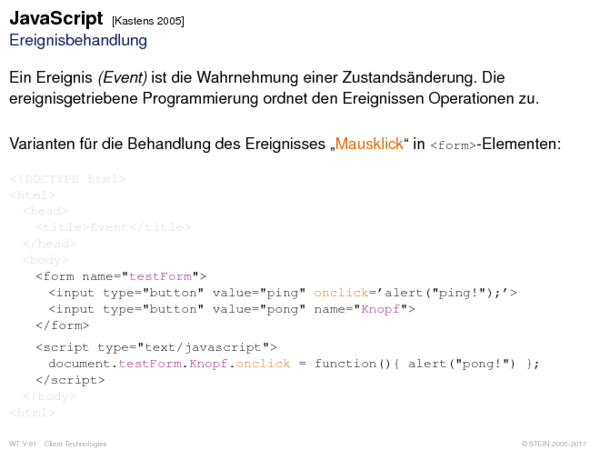 JavaScript [Kastens 2005]
Ereignisbehandlung
Ein Ereignis (Event) ist die Wahrnehmung einer Zustandsänderung. Die
ereignisgetriebene Programmierung ordnet den Ereignissen Operationen zu.
Varianten für die Behandlung des Ereignisses „Mausklick“ in <form>-Elementen:
<!DOCTYPE html>
<html>
<head>
<title>Event</title>
</head>
<body>
<form name="testForm">
<input type="button" value="ping" onclick=’alert("ping!");’>
<input type="button" value="pong" name="Knopf">
</form>
<script type="text/javascript">
document.testForm.Knopf.onclick = function(){ alert("pong!") };
</script>
</body>
<html>
WT:V-61 Client Technologies © STEIN 2005-2017